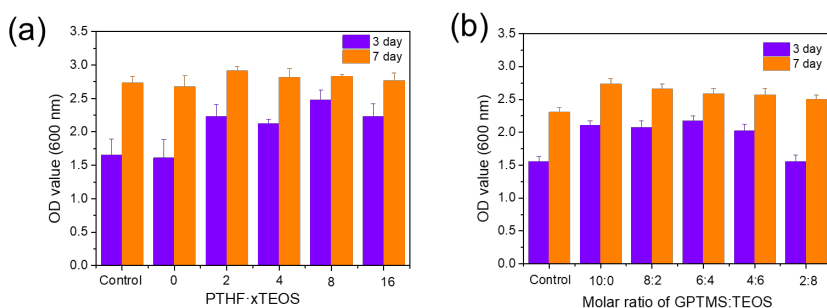 (a)
3.5
3.0
2.5
2.0
1.5
1.0
0.5
0.0
OD value (600 nm)
3 day
7 day
Control 0 2 4 8 16
PTHF·xTEOS
(b)
3.5
3.0
2.5
2.0
1.5
1.0
0.5
0.0
OD value (600 nm)
3 day
7 day
Control 10:0 8:2 6:4 4:6 2:8
Molar ratio of GPTMS:TEOS